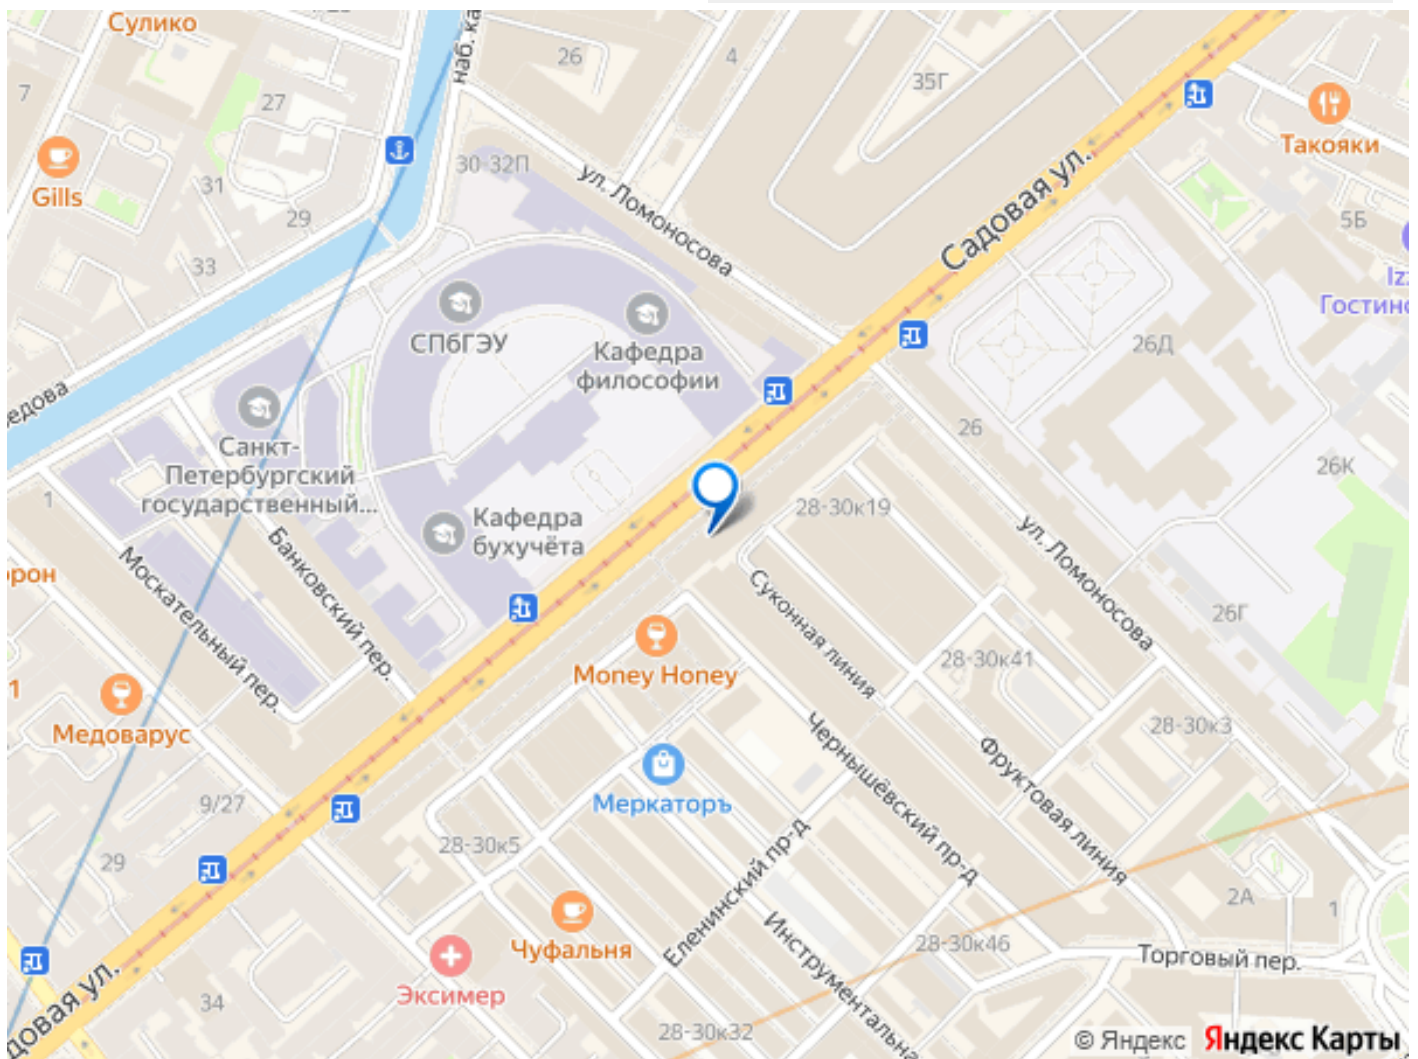 Сулико
26
4
наб. ка
7
27
35Г
Такояки
30-32П
ул. Ломоносова
Gills
31
29
Садовая ул.
5Б
33
Iz
Гостин
СПбГЭУ
Кафедра
философии
26Д
едова
26
Санкт-
Петербургский
государственный...
26К
1
28-30к19
Кафедра
бухучёта
ул. Ломоносова
Банковский пер.
Москательный пер.
рон
Суконная линия
26Г
Money Honey
28-30к41
1
Медоварус
Чернышёвский пр-д
Фруктовая линия
28-30к3
Меркаторъ
9/27
28-30к5
29
Еленинский пр-д
2А
1
Чуфальня
Инструментальна
28-30к46
Торговый пер.
Эксимер
34
довая ул.
28-30к32
© Яндекс Яндекс Карты